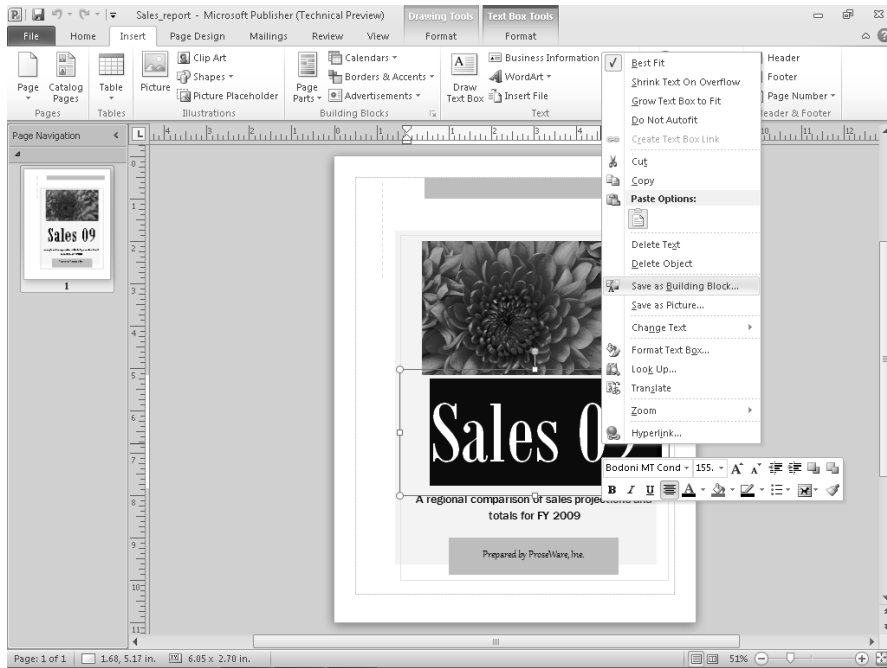 Sales_report - Microsoft Publisher (Technical Preview)
Drawing Tools
Text Box Tools
File
Home
Insert
Page Design
Mailings
Review
View
Format
Format
Page
Catalog Pages
Pages
Table
Tables
Picture
Clip Art
Shapes
Picture Placeholder
Illustrations
Page Parts
Calendars
Borders & Accents
Advertisements
Building Blocks
Draw Text Box
Business Information
WordArt
Insert File
Text
Header
Footer
Page Number
Header & Footer
Page Navigation
Sales 09
1
Best Fit
Shrink Text On Overflow
Grow Text Box to Fit
Do Not Autofit
Create Text Box Link
Cut
Copy
Paste Options:
Delete Text
Delete Object
Save as Building Block...
Save as Picture...
Change Text
Format Text Box...
Look Up...
Translate
Zoom
Hyperlink...
Bodoni MT Cond
155.
B I U
Sales 0
A regional comparison of sales projections and
totals for FY 2009
Prepared by ProseWare, Inc.
Page: 1 of 1
1.68, 5.17 in.
6.05 x 2.70 in.
51%